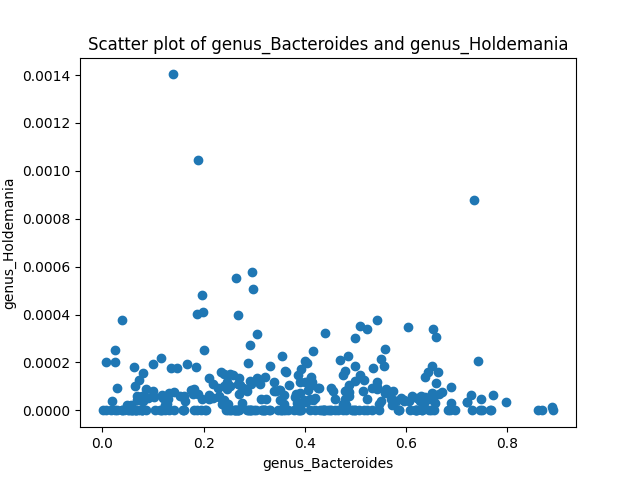 Scatter plot of genus_Bacteroides and genus_Holdemania
0.0014
0.0012
0.0010
0.0008
0.0006
0.0004
0.0002
0.0000
genus_Holdemania
0.0 0.2 0.4 0.6 0.8
genus_Bacteroides